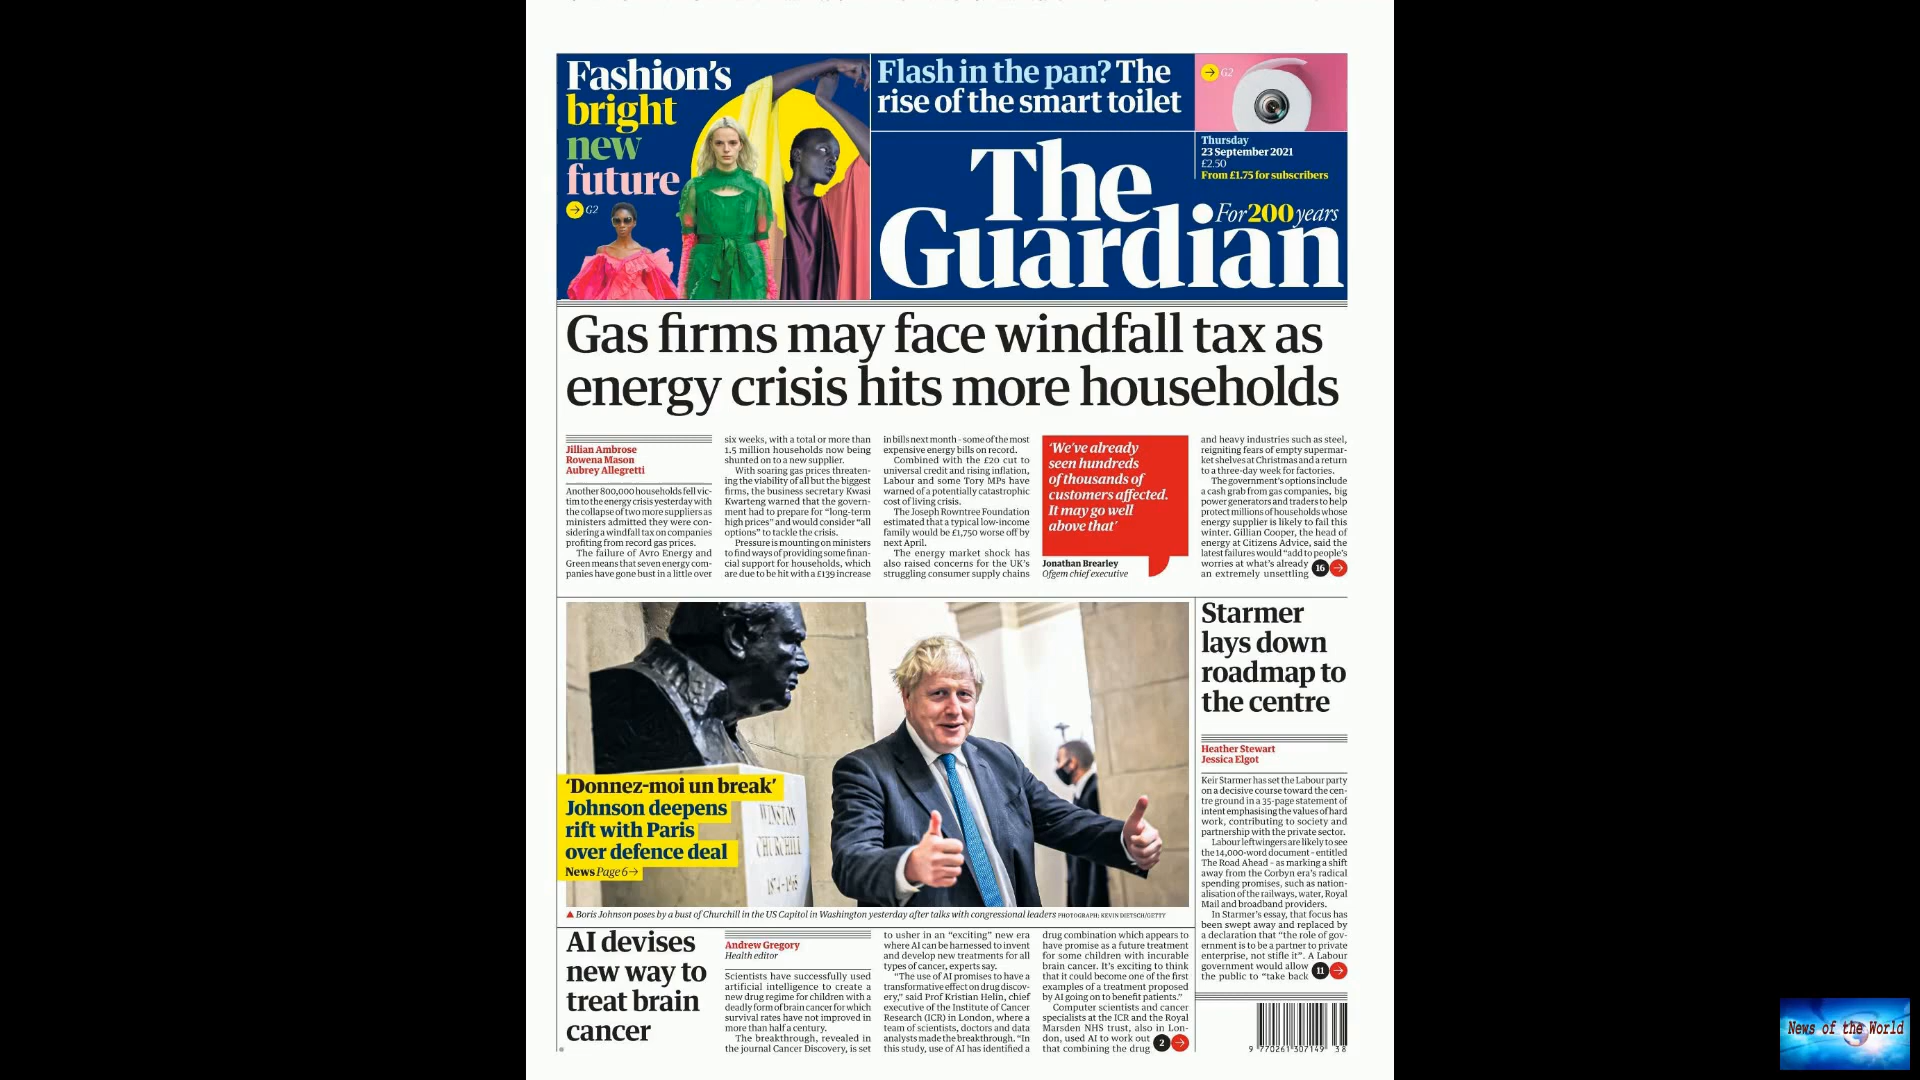 Fashion's
bright
new
future
G2
Flash in the pan? The
rise of the smart toilet
G2
Thursday
23 September 2021
£2.50
From £1.75 for subscribers
The
Guardian
For 200 years
Gas firms may face windfall tax as
energy crisis hits more households
Jillian Ambrose
Rowena Mason
Aubrey Allegretti
Another 800,000 households fell vic-
tim to the energy crisis yesterday with
the collapse of two more suppliers as
ministers admitted they were con-
sidering a windfall tax on companies
profiting from record gas prices.
The failure of Avro Energy and
Green means that seven energy com-
panies have gone bust in a little over
six weeks, with a total or more than
1.5 million households now being
shunted on to a new supplier.
With soaring gas prices threaten-
ing the viability of all but the biggest
firms, the business secretary Kwasi
Kwarteng warned that the govern-
ment had to prepare for "long-term
high prices" and would consider "all
options" to tackle the crisis.
Pressure is mounting on ministers
to find ways of providing some finan-
cial support for households, which
are due to be hit with a £139 increase
in bills next month – some of the most
expensive energy bills on record.
Combined with the £20 cut to
universal credit and rising inflation,
Labour and some Tory MPs have
warned of a potentially catastrophic
cost of living crisis.
The Joseph Rowntree Foundation
estimated that a typical low-income
family would be £1,750 worse off by
next April.
The energy market shock has
also raised concerns for the UK's
struggling consumer supply chains
'We've already
seen hundreds
of thousands of
customers affected.
It may go well
above that'
Jonathan Brearley
Ofgem chief executive
and heavy industries such as steel,
reigniting fears of empty supermar-
ket shelves at Christmas and a return
to a three-day week for factories.
The government's options include
a cash grab from gas companies, big
power generators and traders to help
protect millions of households whose
energy supplier is likely to fail this
winter. Gillian Cooper, the head of
energy at Citizens Advice, said the
latest failures would "add to people's
worries at what's already
an extremely unsettling
16
WINSTON
CHURCHILL
'Donnez-moi un break'
Johnson deepens
rift with Paris
over defence deal
News Page 6
Boris Johnson poses by a bust of Churchill in the US Capitol in Washington yesterday after talks with congressional leaders PHOTOGRAPH: KEVIN DIETSCH/GETTY
Starmer
lays down
roadmap to
the centre
Heather Stewart
Jessica Elgot
Keir Starmer has set the Labour party
on a decisive course toward the cen-
tre ground in a 35-page statement of
intent emphasising the values of hard
work, contributing to society and
partnership with the private sector.
Labour leftwingers are likely to see
the 14,000-word document – entitled
The Road Ahead – as marking a shift
away from the Corbyn era's radical
spending promises, such as nation-
alisation of the railways, water, Royal
Mail and broadband providers.
In Starmer's essay, that focus has
been swept away and replaced by
a declaration that "the role of gov-
ernment is to be a partner to private
enterprise, not stifle it". A Labour
government would allow
the public to "take back
11
AI devises
new way to
treat brain
cancer
Andrew Gregory
Health editor
Scientists have successfully used
artificial intelligence to create a
new drug regime for children with a
deadly form of brain cancer for which
survival rates have not improved in
more than half a century.
The breakthrough, revealed in
the journal Cancer Discovery, is set
to usher in an "exciting" new era
where AI can be harnessed to invent
and develop new treatments for all
types of cancer, experts say.
"The use of AI promises to have a
transformative effect on drug discov-
ery," said Prof Kristian Helin, chief
executive of the Institute of Cancer
Research (ICR) in London, where a
team of scientists, doctors and data
analysts made the breakthrough. "In
this study, use of AI has identified a
drug combination which appears to
have promise as a future treatment
for some children with incurable
brain cancer. It's exciting to think
that it could become one of the first
examples of a treatment proposed
by AI going on to benefit patients."
Computer scientists and cancer
specialists at the ICR and the Royal
Marsden NHS trust, also in Lon-
don, used AI to work out
that combining the drug
2
9 770261 307149 38
News of the World